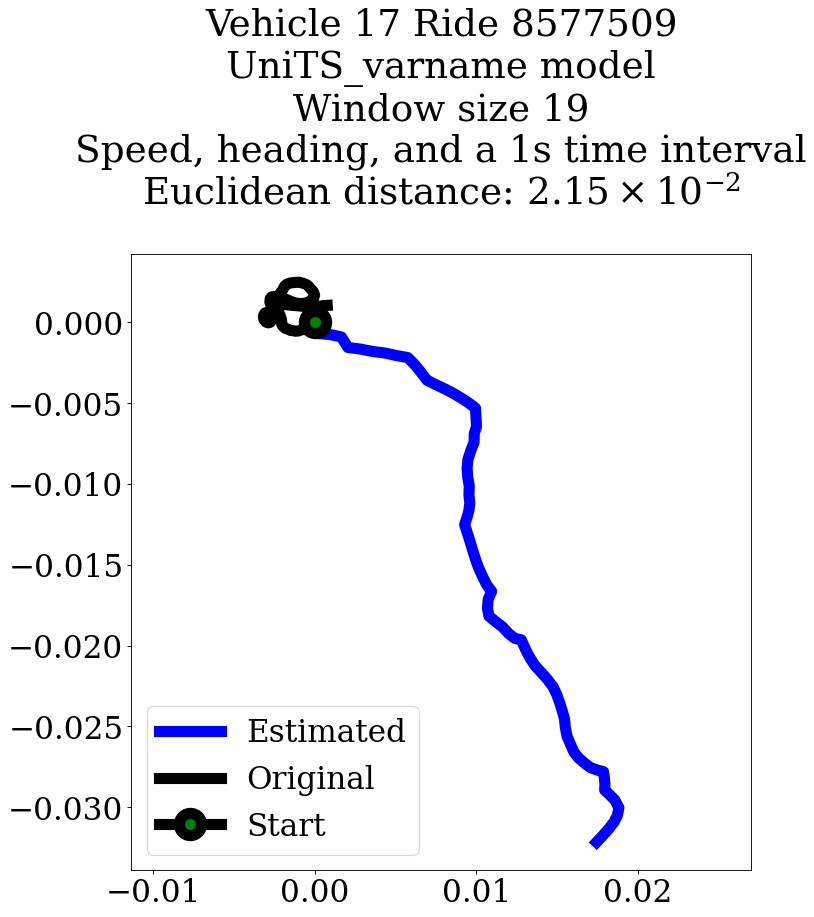 Vehicle 17 Ride 8577509
UniTS_varname model
Window size 19
Speed, heading, and a 1s time interval
Euclidean distance: 2.15 × 10⁻²
0.000
−0.005
−0.010
−0.015
−0.020
−0.025
−0.030
Estimated
Original
Start
−0.01
0.00
0.01
0.02